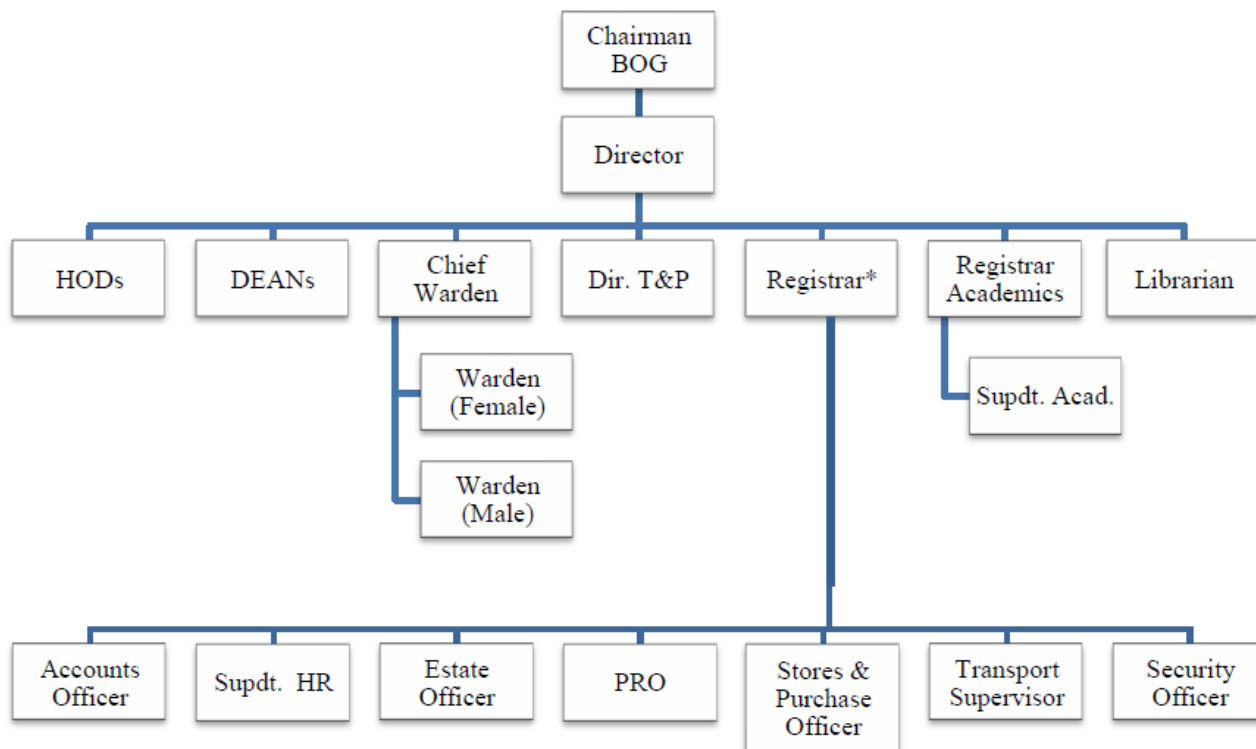 Chairman
BOG
Director
HODs
DEANs
Chief
Warden
Dir. T&P
Registrar*
Registrar
Academics
Librarian
Warden
(Female)
Supdt. Acad.
Warden
(Male)
Accounts
Officer
Supdt. HR
Estate
Officer
PRO
Stores &
Purchase
Officer
Transport
Supervisor
Security
Officer